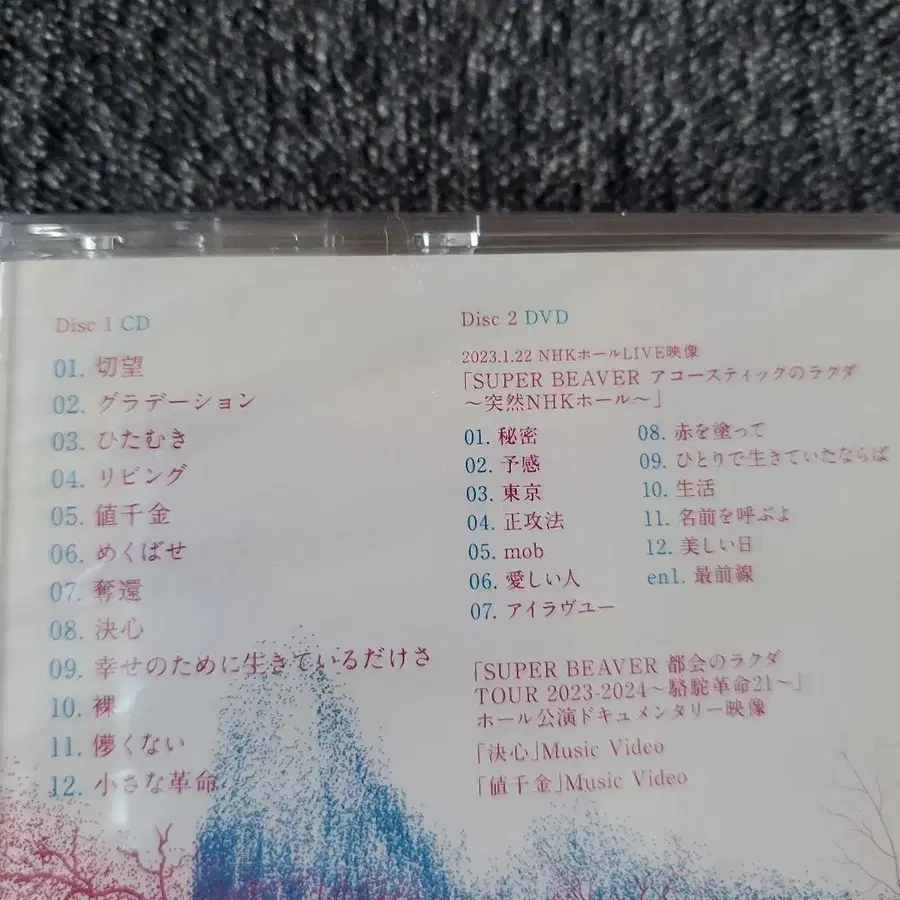 Disc 1 CD
01. 切望
02. グラデーション
03. ひたむき
04. リビング
05. 値千金
06. めくばせ
07. 奪還
08. 決心
09. 幸せのために生きているだけさ
10. 裸
11. 儚くない
12. 小さな革命
Disc 2 DVD
2023.1.22 NHKホールLIVE映像
「SUPER BEAVER アコースティックのラクダ
～突然NHKホール～」
01. 秘密
02. 予感
03. 東京
04. 正攻法
05. mob
06. 愛しい人
07. アイラヴユー
08. 赤を塗って
09. ひとりで生きていたならば
10. 生活
11. 名前を呼ぶよ
12. 美しい日
en1. 最前線
「SUPER BEAVER 都会のラクダ
TOUR 2023-2024～駱駝革命21～」
ホール公演ドキュメンタリー映像
「決心」Music Video
「値千金」Music Video